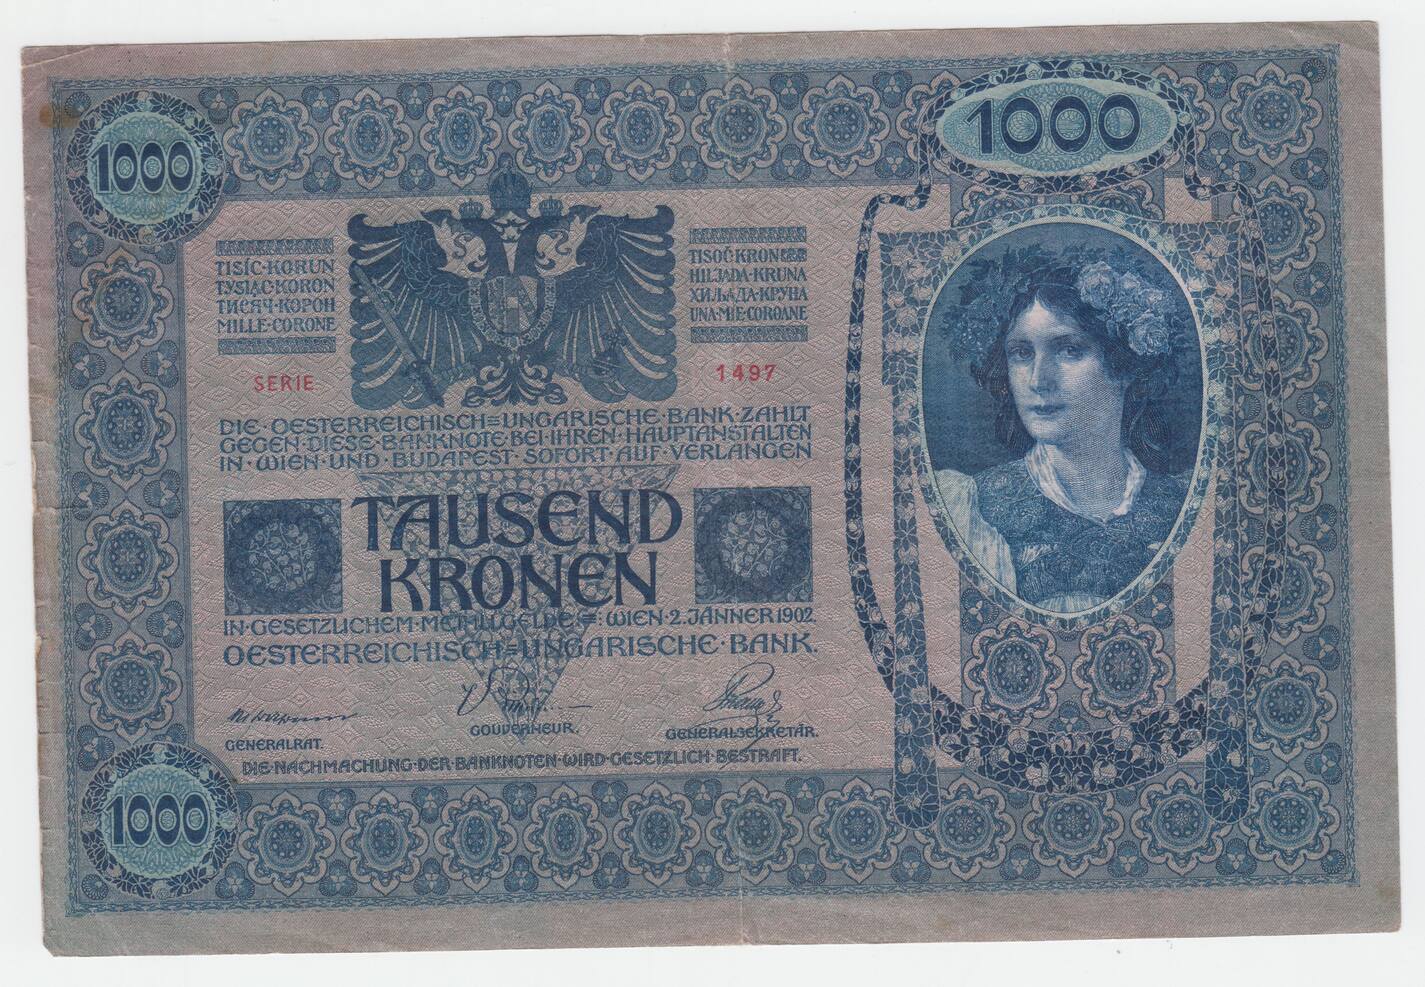 1000
1000
TISÍC·KORUN
TYSIĄC·KORON
ТИСЯЧ·КОРОН
MILLE·CORONE
TISOČ KRON
HILJADA·KRUNA
ХИЉАДА·КРУНА
UNA·MIE·COROANE
SERIE 1497
DIE·OESTERREICHISCH=UNGARISCHE·BANK·ZAHLT
GEGEN·DIESE·BANKNOTE·BEI·IHREN·HAUPTANSTALTEN
IN·WIEN·UND·BUDAPEST·SOFORT·AUF·VERLANGEN
TAUSEND
KRONEN
IN·GESETZLICHEM·METALLGELDE=: WIEN·2.JÄNNER 1902
OESTERREICHISCH=UNGARISCHE·BANK.
GENERALRAT.
GOUVERNEUR.
GENERALSEKRETÄR.
DIE·NACHMACHUNG·DER·BANKNOTEN·WIRD·GESETZLICH·BESTRAFT.
1000